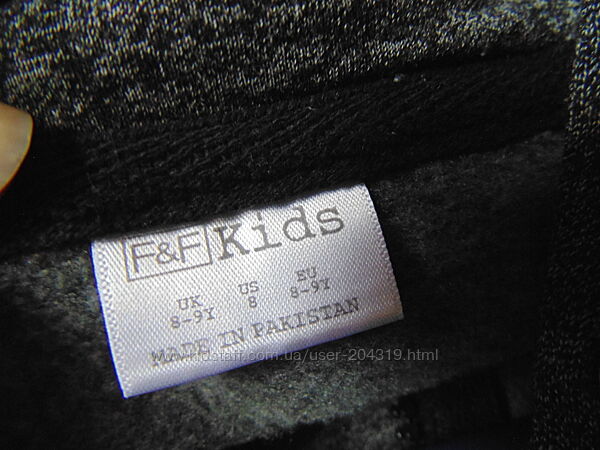 F&F Kids
UK US EU
8-9Y 8 8-9Y
MADE IN PAKISTAN
www.kidstaff.com.ua/user-204319.html